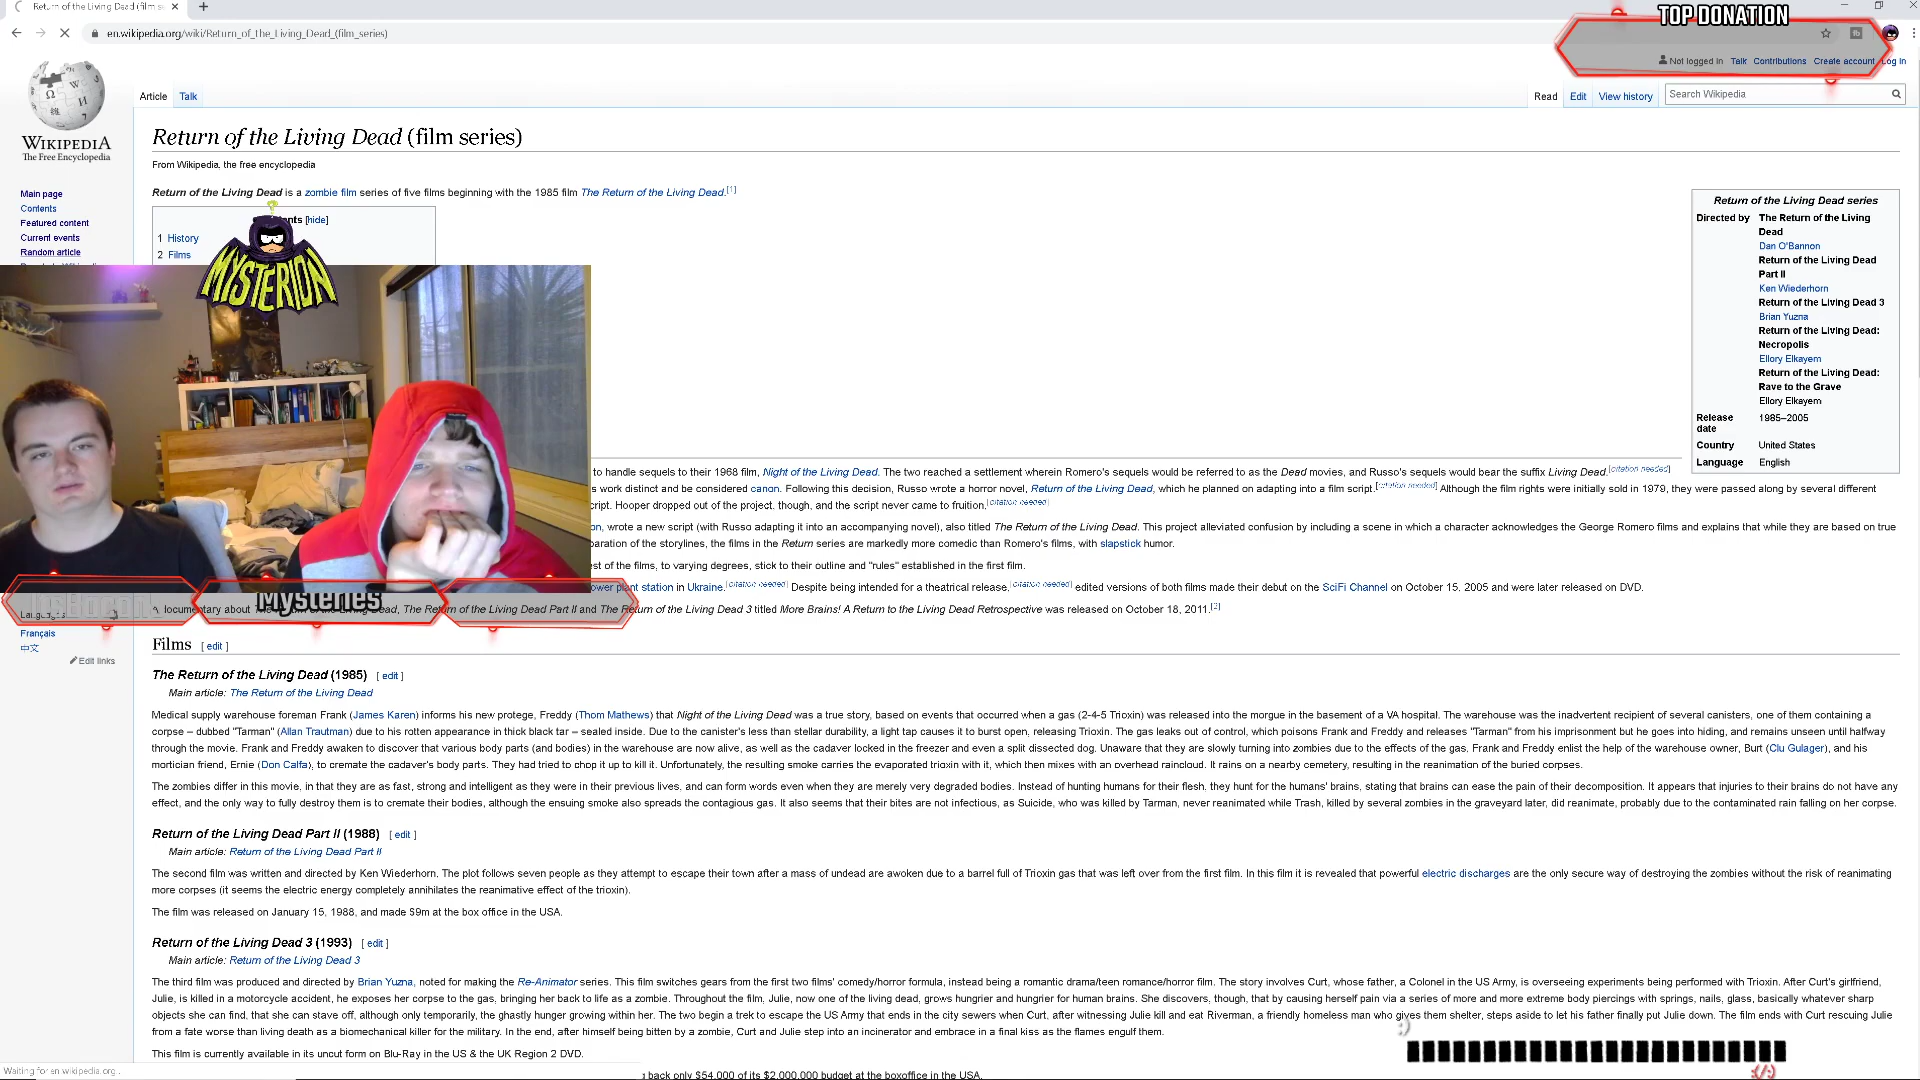 Return of the Living Dead (film se
en.wikipedia.org/wiki/Return_of_the_Living_Dead_(film_series)
TOP DONATION
Not logged in Talk Contributions Create account Log in
Article Talk
Read Edit View history Search Wikipedia
WIKIPEDIA
The Free Encyclopedia
Main page
Contents
Featured content
Current events
Random article
Return of the Living Dead (film series)
From Wikipedia, the free encyclopedia
Return of the Living Dead is a zombie film series of five films beginning with the 1985 film The Return of the Living Dead.[1]
[hide]
1 History
2 Films
MYSTERION
Return of the Living Dead series
Directed by The Return of the Living
Dead
Dan O'Bannon
Return of the Living Dead
Part II
Ken Wiederhorn
Return of the Living Dead 3
Brian Yuzna
Return of the Living Dead:
Necropolis
Ellory Elkayem
Return of the Living Dead:
Rave to the Grave
Ellory Elkayem
Release 1985–2005
date
Country United States
Language English
to handle sequels to their 1968 film, Night of the Living Dead. The two reached a settlement wherein Romero's sequels would be referred to as the Dead movies, and Russo's sequels would bear the suffix Living Dead.[citation needed]
s work distinct and be considered canon. Following this decision, Russo wrote a horror novel, Return of the Living Dead, which he planned on adapting into a film script.[citation needed] Although the film rights were initially sold in 1979, they were passed along by several different
ript. Hooper dropped out of the project, though, and the script never came to fruition.[citation needed]
on, wrote a new script (with Russo adapting it into an accompanying novel), also titled The Return of the Living Dead. This project alleviated confusion by including a scene in which a character acknowledges the George Romero films and explains that while they are based on true
paration of the storylines, the films in the Return series are markedly more comedic than Romero's films, with slapstick humor.
est of the films, to varying degrees, stick to their outline and "rules" established in the first film.
ower plant station in Ukraine.[citation needed] Despite being intended for a theatrical release,[citation needed] edited versions of both films made their debut on the SciFi Channel on October 15, 2005 and were later released on DVD.
Mysteries
The Return of the Living Dead Part II and The Return of the Living Dead 3 titled More Brains! A Return to the Living Dead Retrospective was released on October 18, 2011.[2]
Languages
Français
中文
Edit links
Films [ edit ]
The Return of the Living Dead (1985) [ edit ]
Main article: The Return of the Living Dead
Medical supply warehouse foreman Frank (James Karen) informs his new protege, Freddy (Thom Mathews) that Night of the Living Dead was a true story, based on events that occurred when a gas (2-4-5 Trioxin) was released into the morgue in the basement of a VA hospital. The warehouse was the inadvertent recipient of several canisters, one of them containing a
corpse – dubbed "Tarman" (Allan Trautman) due to his rotten appearance in thick black tar – sealed inside. Due to the canister's less than stellar durability, a light tap causes it to burst open, releasing Trioxin. The gas leaks out of control, which poisons Frank and Freddy and releases "Tarman" from his imprisonment but he goes into hiding, and remains unseen until halfway
through the movie. Frank and Freddy awaken to discover that various body parts (and bodies) in the warehouse are now alive, as well as the cadaver locked in the freezer and even a split dissected dog. Unaware that they are slowly turning into zombies due to the effects of the gas. Frank and Freddy enlist the help of the warehouse owner, Burt (Clu Gulager), and his
mortician friend, Ernie (Don Calfa), to cremate the cadaver's body parts. They had tried to chop it up to kill it. Unfortunately, the resulting smoke carries the evaporated trioxin with it, which then mixes with an overhead raincloud. It rains on a nearby cemetery, resulting in the reanimation of the buried corpses.
The zombies differ in this movie, in that they are as fast, strong and intelligent as they were in their previous lives, and can form words even when they are merely very degraded bodies. Instead of hunting humans for their flesh, they hunt for the humans' brains, stating that brains can ease the pain of their decomposition. It appears that injuries to their brains do not have any
effect, and the only way to fully destroy them is to cremate their bodies, although the ensuing smoke also spreads the contagious gas. It also seems that their bites are not infectious, as Suicide, who was killed by Tarman, never reanimated while Trash, killed by several zombies in the graveyard later, did reanimate, probably due to the contaminated rain falling on her corpse.
Return of the Living Dead Part II (1988) [ edit ]
Main article: Return of the Living Dead Part II
The second film was written and directed by Ken Wiederhorn. The plot follows seven people as they attempt to escape their town after a mass of undead are awoken due to a barrel full of Trioxin gas that was left over from the first film. In this film it is revealed that powerful electric discharges are the only secure way of destroying the zombies without the risk of reanimating
more corpses (it seems the electric energy completely annihilates the reanimative effect of the trioxin).
The film was released on January 15, 1988, and made $9m at the box office in the USA.
Return of the Living Dead 3 (1993) [ edit ]
Main article: Return of the Living Dead 3
The third film was produced and directed by Brian Yuzna, noted for making the Re-Animator series. This film switches gears from the first two films' comedy/horror formula, instead being a romantic drama/teen romance/horror film. The story involves Curt, whose father, a Colonel in the US Army, is overseeing experiments being performed with Trioxin. After Curt's girlfriend,
Julie, is killed in a motorcycle accident, he exposes her corpse to the gas, bringing her back to life as a zombie. Throughout the film, Julie, now one of the living dead, grows hungrier and hungrier for human brains. She discovers, though, that by causing herself pain via a series of more and more extreme body piercings with springs, nails, glass, basically whatever sharp
objects she can find, that she can stave off, although only temporarily, the ghastly hunger growing within her. The two begin a trek to escape the US Army that ends in the city sewers when Curt, after witnessing Julie kill and eat Riverman, a friendly homeless man who gives them shelter, steps aside to let his father finally put Julie down. The film ends with Curt rescuing Julie
from a fate worse than living death as a biomechanical killer for the military. In the end, after himself being bitten by a zombie, Curt and Julie step into an incinerator and embrace in a final kiss as the flames engulf them.
This film is currently available in its uncut form on Blu-Ray in the US & the UK Region 2 DVD.
Waiting for en.wikipedia.org...
back only $54,000 of its $2,000,000 budget at the boxoffice in the USA.